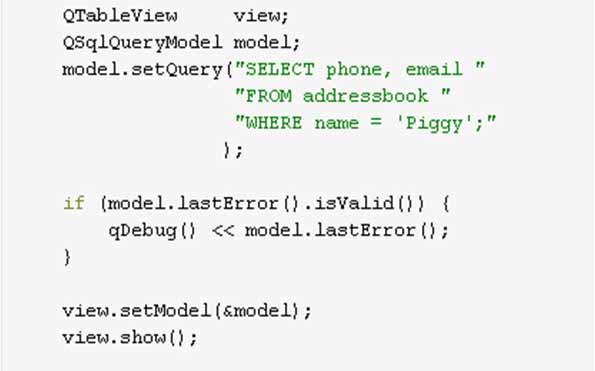 QTableView     view;
QSqlQueryModel model;
model.setQuery("SELECT phone, email "
               "FROM addressbook "
               "WHERE name = 'Piggy';"
              );
if (model.lastError().isValid()) {
    qDebug() << model.lastError();
}
view.setModel(&model);
view.show();